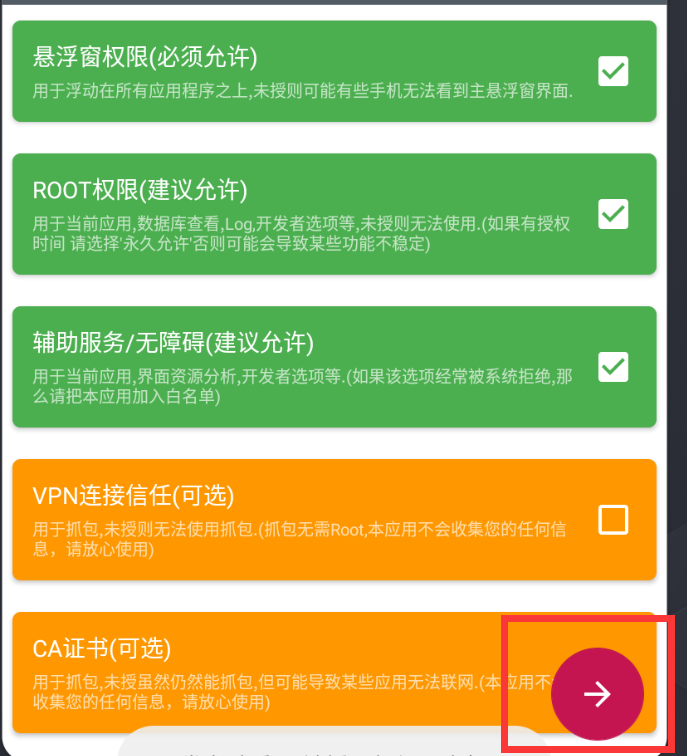 悬浮窗权限(必须允许)
用于浮动在所有应用程序之上,未授则可能有些手机无法看到主悬浮窗界面.
ROOT权限(建议允许)
用于当前应用,数据库查看,Log,开发者选项等,未授则无法使用.(如果有授权
时间 请选择'永久允许'否则可能会导致某些功能不稳定)
辅助服务/无障碍(建议允许)
用于当前应用,界面资源分析,开发者选项等.(如果该选项经常被系统拒绝,那
么请把本应用加入白名单)
VPN连接信任(可选)
用于抓包,未授则无法使用抓包.(抓包无需Root,本应用不会收集您的任何信
息，请放心使用)
CA证书(可选)
用于抓包,未授虽然仍然能抓包,但可能导致某些应用无法联网.(本应用不
收集您的任何信息，请放心使用)